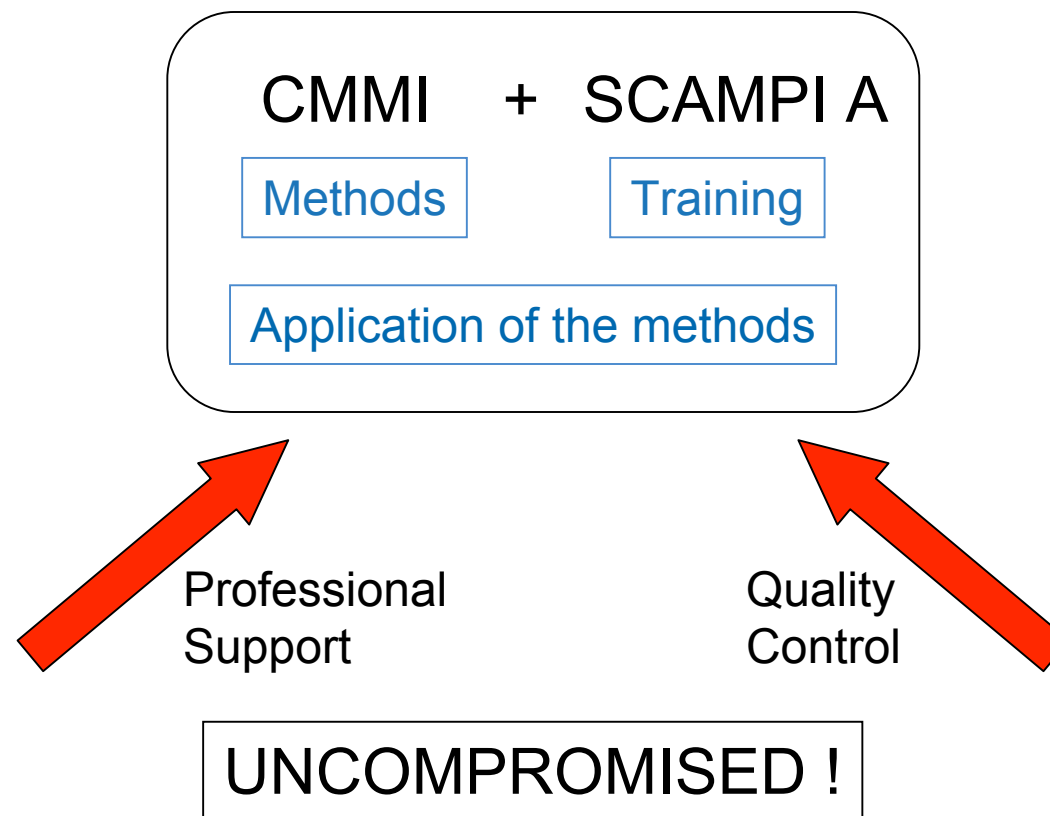 CMMI + SCAMPI A
Methods Training
Application of the methods
Professional
Support
Quality
Control
UNCOMPROMISED !